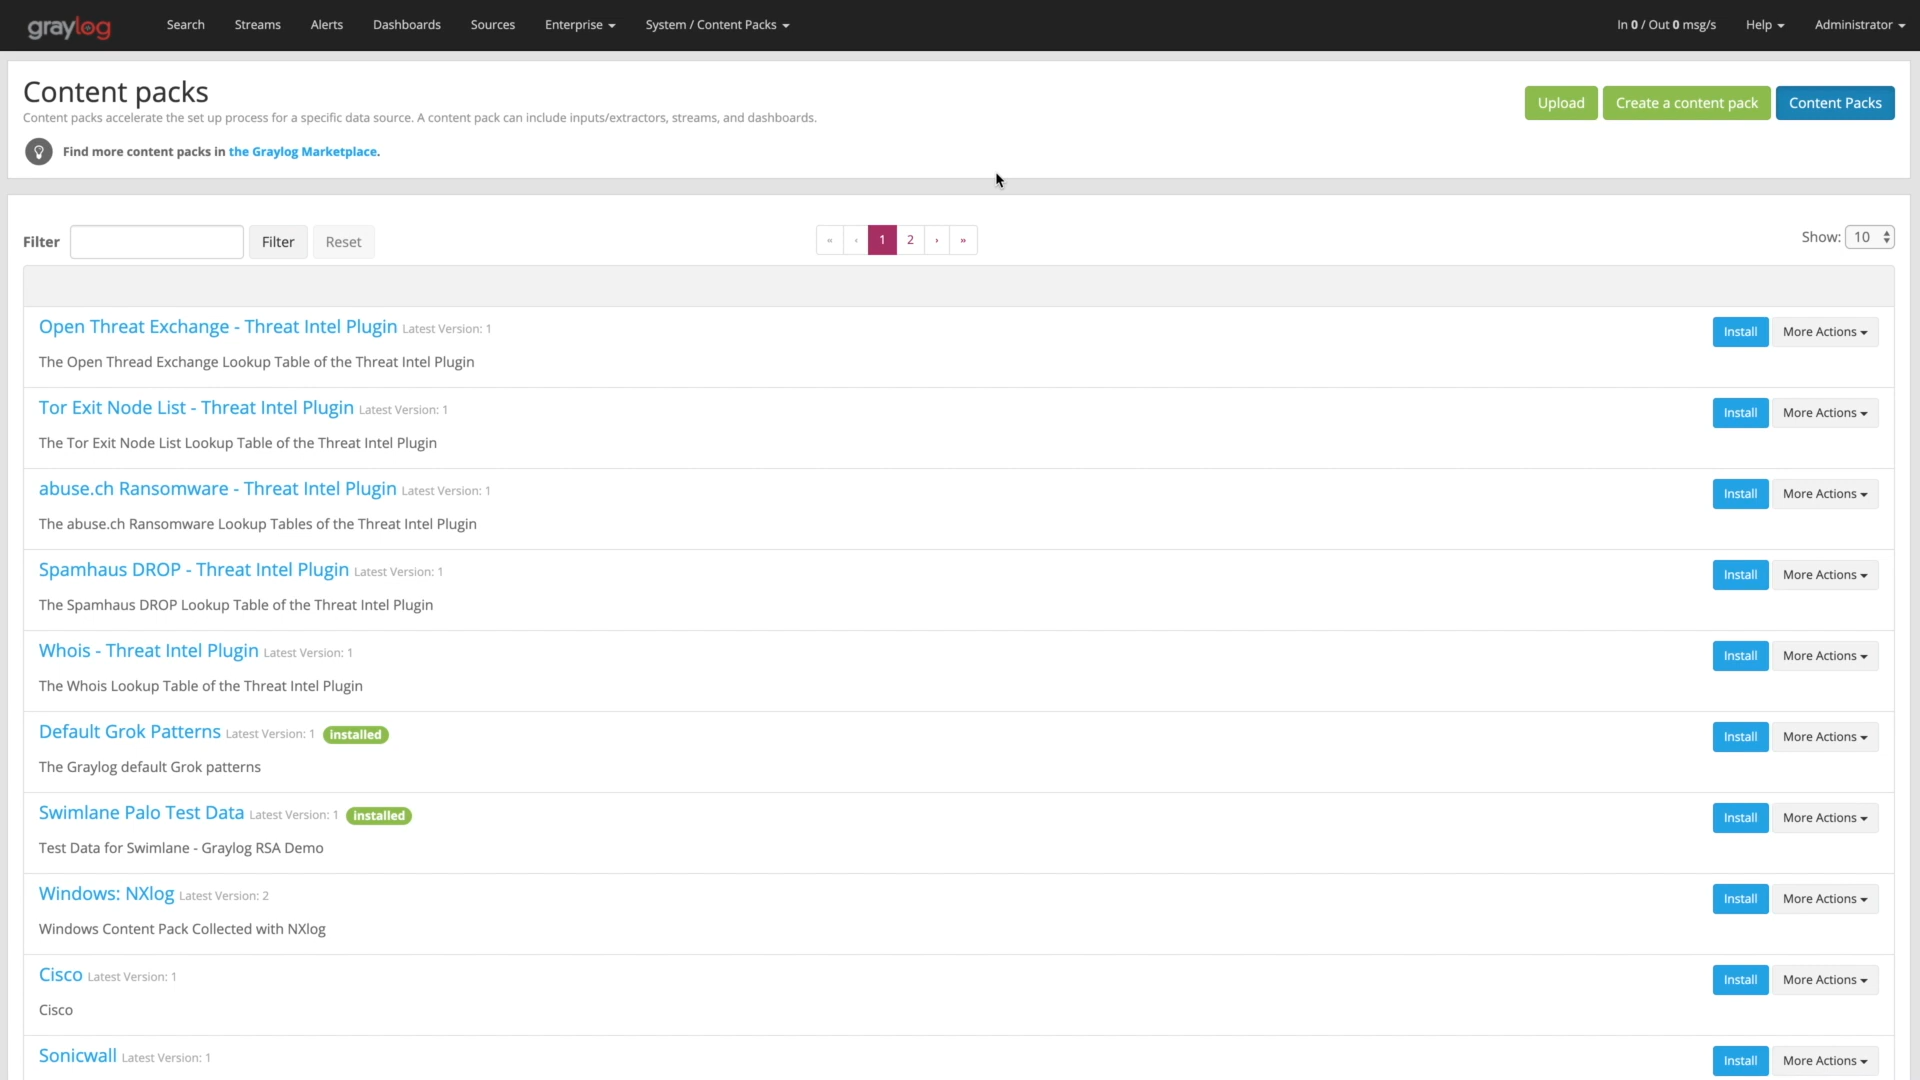 graylog Search Streams Alerts Dashboards Sources Enterprise System / Content Packs In 0 / Out 0 msg/s Help Administrator
Content packs
Content packs accelerate the set up process for a specific data source. A content pack can include inputs/extractors, streams, and dashboards.
Upload Create a content pack Content Packs
Find more content packs in the Graylog Marketplace.
Filter Filter Reset « ‹ 1 2 › » Show: 10
Open Threat Exchange - Threat Intel Plugin Latest Version: 1 Install More Actions
The Open Thread Exchange Lookup Table of the Threat Intel Plugin
Tor Exit Node List - Threat Intel Plugin Latest Version: 1 Install More Actions
The Tor Exit Node List Lookup Table of the Threat Intel Plugin
abuse.ch Ransomware - Threat Intel Plugin Latest Version: 1 Install More Actions
The abuse.ch Ransomware Lookup Tables of the Threat Intel Plugin
Spamhaus DROP - Threat Intel Plugin Latest Version: 1 Install More Actions
The Spamhaus DROP Lookup Table of the Threat Intel Plugin
Whois - Threat Intel Plugin Latest Version: 1 Install More Actions
The Whois Lookup Table of the Threat Intel Plugin
Default Grok Patterns Latest Version: 1 installed Install More Actions
The Graylog default Grok patterns
Swimlane Palo Test Data Latest Version: 1 installed Install More Actions
Test Data for Swimlane - Graylog RSA Demo
Windows: NXlog Latest Version: 2 Install More Actions
Windows Content Pack Collected with NXlog
Cisco Latest Version: 1 Install More Actions
Cisco
Sonicwall Latest Version: 1 Install More Actions